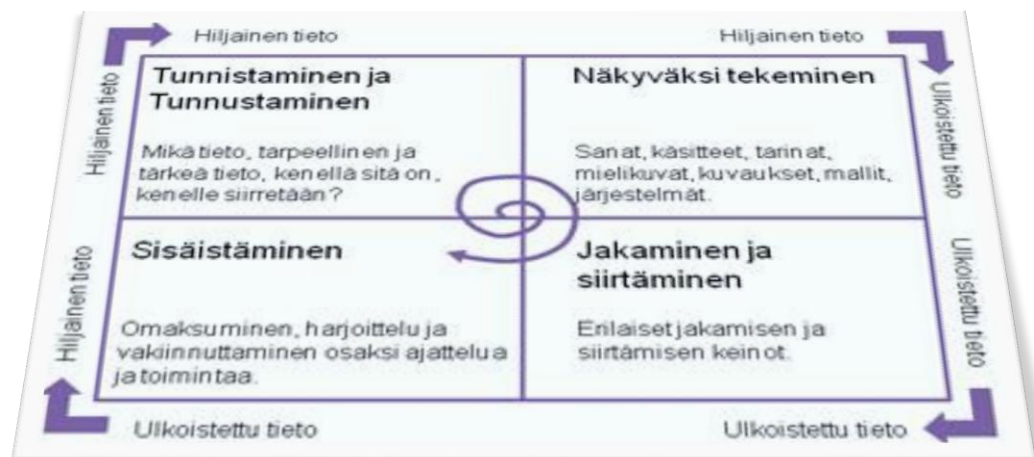 Hiljainen tieto
Hiljainen tieto
Hiljainen tieto
Tunnistaminen ja
Tunnustaminen
Mikä tieto, tarpeellinen ja
tärkeä tieto, kenellä sitä on,
kenelle siirretään?
Näkyväksi tekeminen
Sanat, käsitteet, tarinat,
mielikuvat, kuvaukset, mallit,
järjestelmät.
Ulkoistettu tieto
Hiljainen tieto
Sisäistäminen
Omaksuminen, harjoittelu ja
vakiinnuttaminen osaksi ajattelua
ja toimintaa.
Jakaminen ja
siirtäminen
Erilaiset jakamisen ja
siirtämisen keinot.
Ulkoistettu tieto
Ulkoistettu tieto
Ulkoistettu tieto